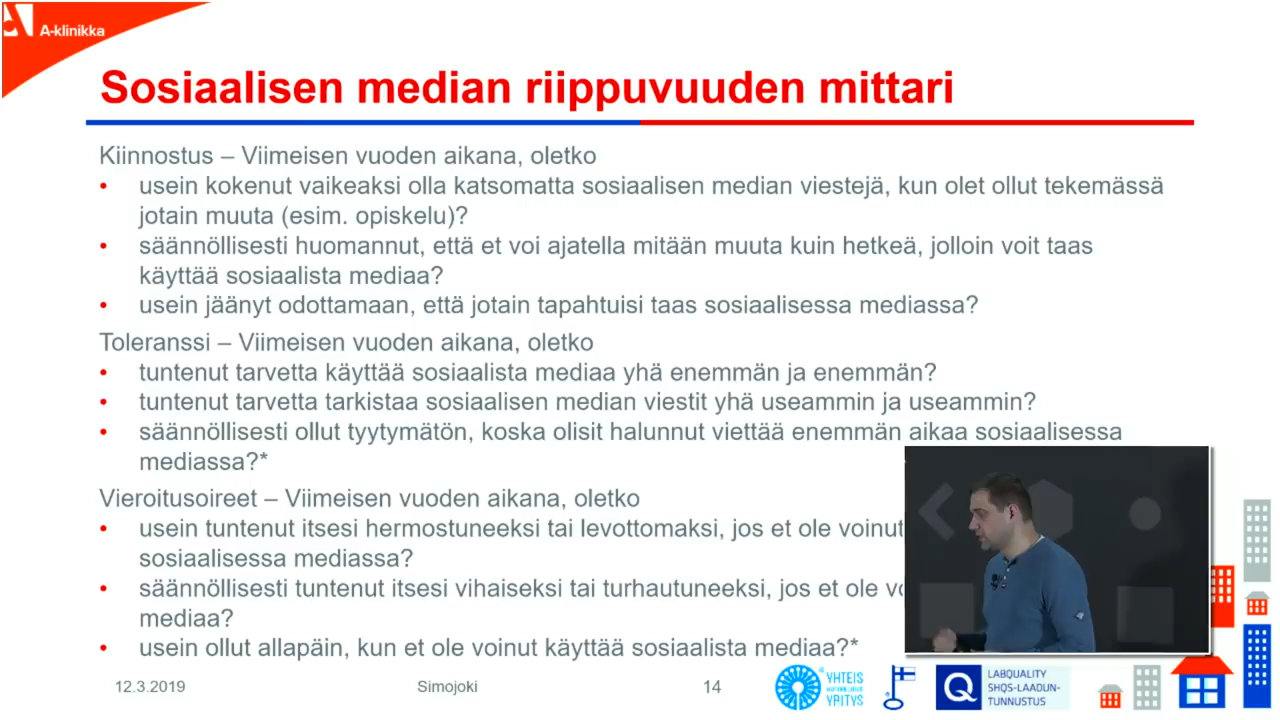 A-klinikka
Sosiaalisen median riippuvuuden mittari
Kiinnostus – Viimeisen vuoden aikana, oletko
• usein kokenut vaikeaksi olla katsomatta sosiaalisen median viestejä, kun olet ollut tekemässä
jotain muuta (esim. opiskelu)?
• säännöllisesti huomannut, että et voi ajatella mitään muuta kuin hetkeä, jolloin voit taas
käyttää sosiaalista mediaa?
• usein jäänyt odottamaan, että jotain tapahtuisi taas sosiaalisessa mediassa?
Toleranssi – Viimeisen vuoden aikana, oletko
• tuntenut tarvetta käyttää sosiaalista mediaa yhä enemmän ja enemmän?
• tuntenut tarvetta tarkistaa sosiaalisen median viestit yhä useammin ja useammin?
• säännöllisesti ollut tyytymätön, koska olisit halunnut viettää enemmän aikaa sosiaalisessa
mediassa?*
Vieroitusoireet – Viimeisen vuoden aikana, oletko
• usein tuntenut itsesi hermostuneeksi tai levottomaksi, jos et ole voinut
sosiaalisessa mediassa?
• säännöllisesti tuntenut itsesi vihaiseksi tai turhautuneeksi, jos et ole
mediaa?
• usein ollut allapäin, kun et ole voinut käyttää sosiaalista mediaa?*
12.3.2019
Simojoki
14
YHTEIS
YRITYS
Q
LABQUALITY
SHQS-LAADUN-
TUNNUSTUS